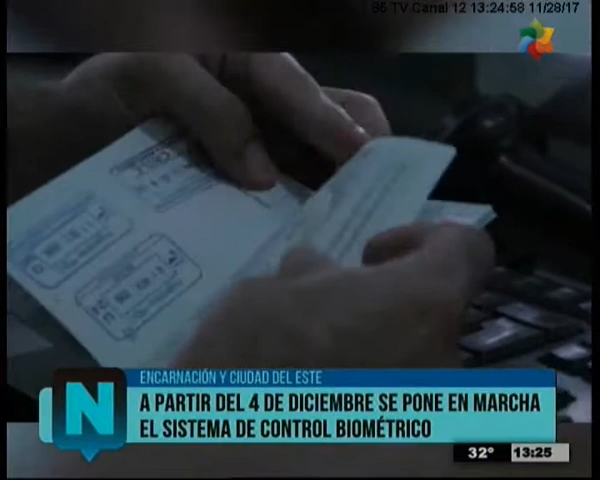 86 TV Canal 12 13:24:58 11/28/17
ENCARNACIÓN Y CIUDAD DEL ESTE
N
A PARTIR DEL 4 DE DICIEMBRE SE PONE EN MARCHA
EL SISTEMA DE CONTROL BIOMÉTRICO
32° 13:25